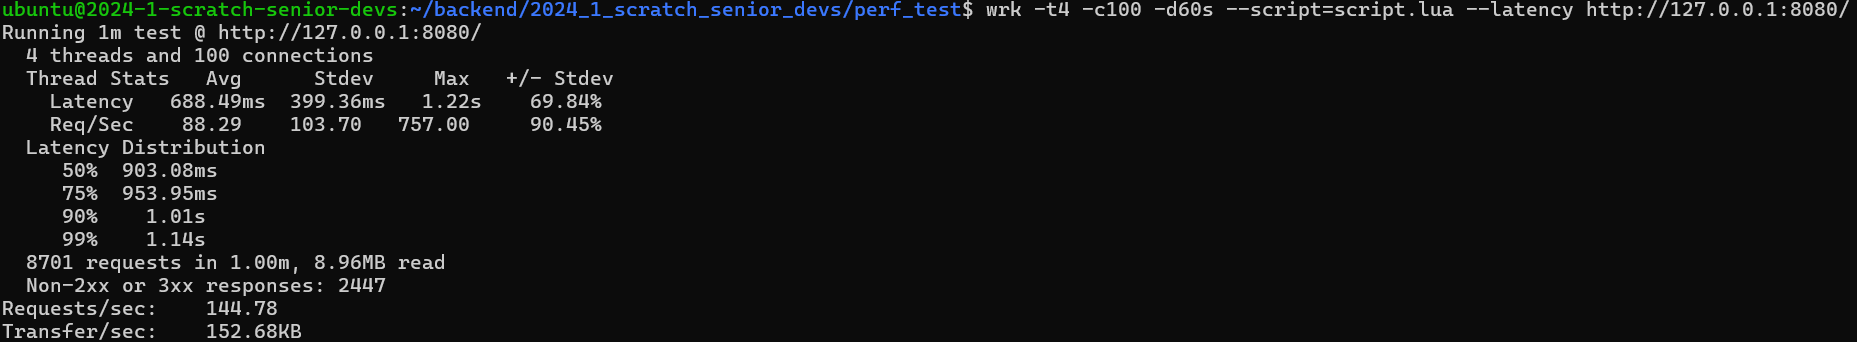 ubuntu@2024-1-scratch-senior-devs:~/backend/2024_1_scratch_senior_devs/perf_test$ wrk -t4 -c100 -d60s --script=script.lua --latency http://127.0.0.1:8080/
Running 1m test @ http://127.0.0.1:8080/
  4 threads and 100 connections
  Thread Stats   Avg      Stdev     Max   +/- Stdev
    Latency   688.49ms  399.36ms   1.22s    69.84%
    Req/Sec    88.29    103.70   757.00     90.45%
  Latency Distribution
     50%  903.08ms
     75%  953.95ms
     90%    1.01s
     99%    1.14s
  8701 requests in 1.00m, 8.96MB read
  Non-2xx or 3xx responses: 2447
Requests/sec:    144.78
Transfer/sec:    152.68KB